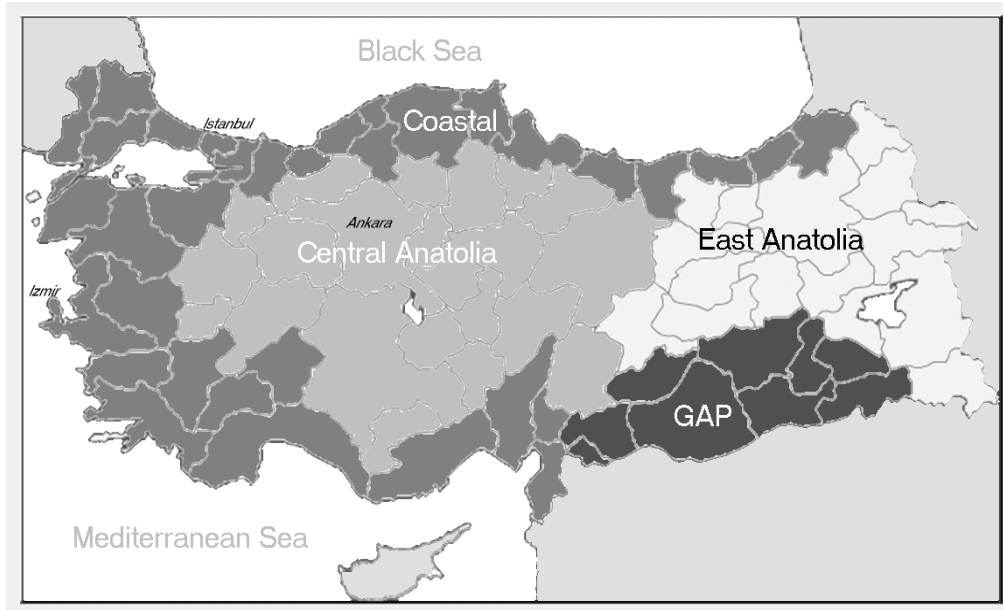 Black Sea
Coastal
Istanbul
Ankara
Central Anatolia
East Anatolia
Izmir
GAP
Mediterranean Sea